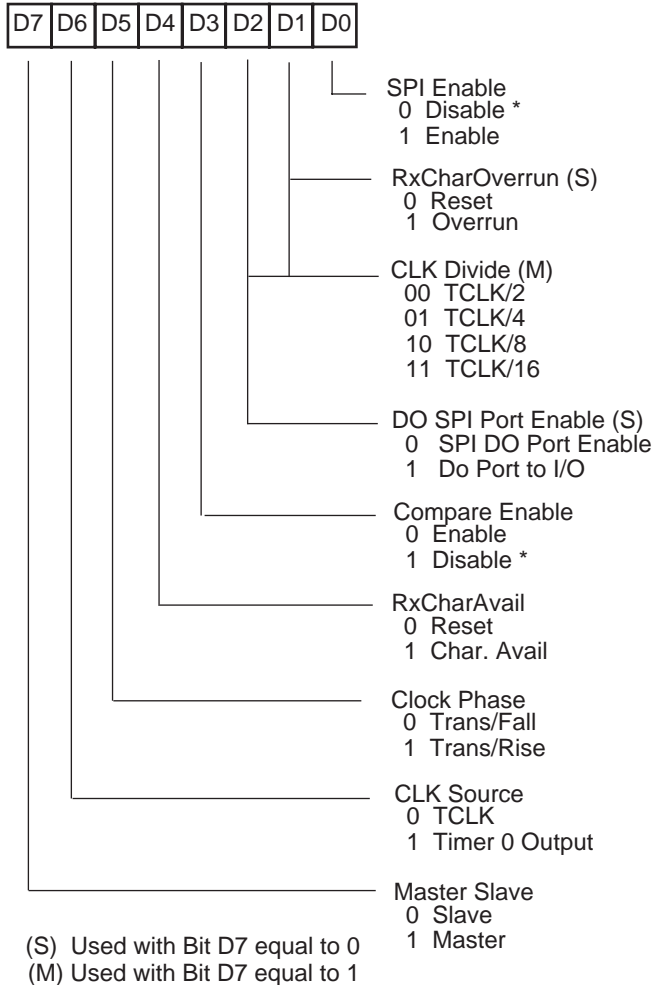 D7 D6 D5 D4 D3 D2 D1 D0
SPI Enable
0 Disable *
1 Enable
RxCharOverrun (S)
0 Reset
1 Overrun
CLK Divide (M)
00 TCLK/2
01 TCLK/4
10 TCLK/8
11 TCLK/16
DO SPI Port Enable (S)
0 SPI DO Port Enable
1 Do Port to I/O
Compare Enable
0 Enable
1 Disable *
RxCharAvail
0 Reset
1 Char. Avail
Clock Phase
0 Trans/Fall
1 Trans/Rise
CLK Source
0 TCLK
1 Timer 0 Output
Master Slave
0 Slave
1 Master
(S) Used with Bit D7 equal to 0
(M) Used with Bit D7 equal to 1